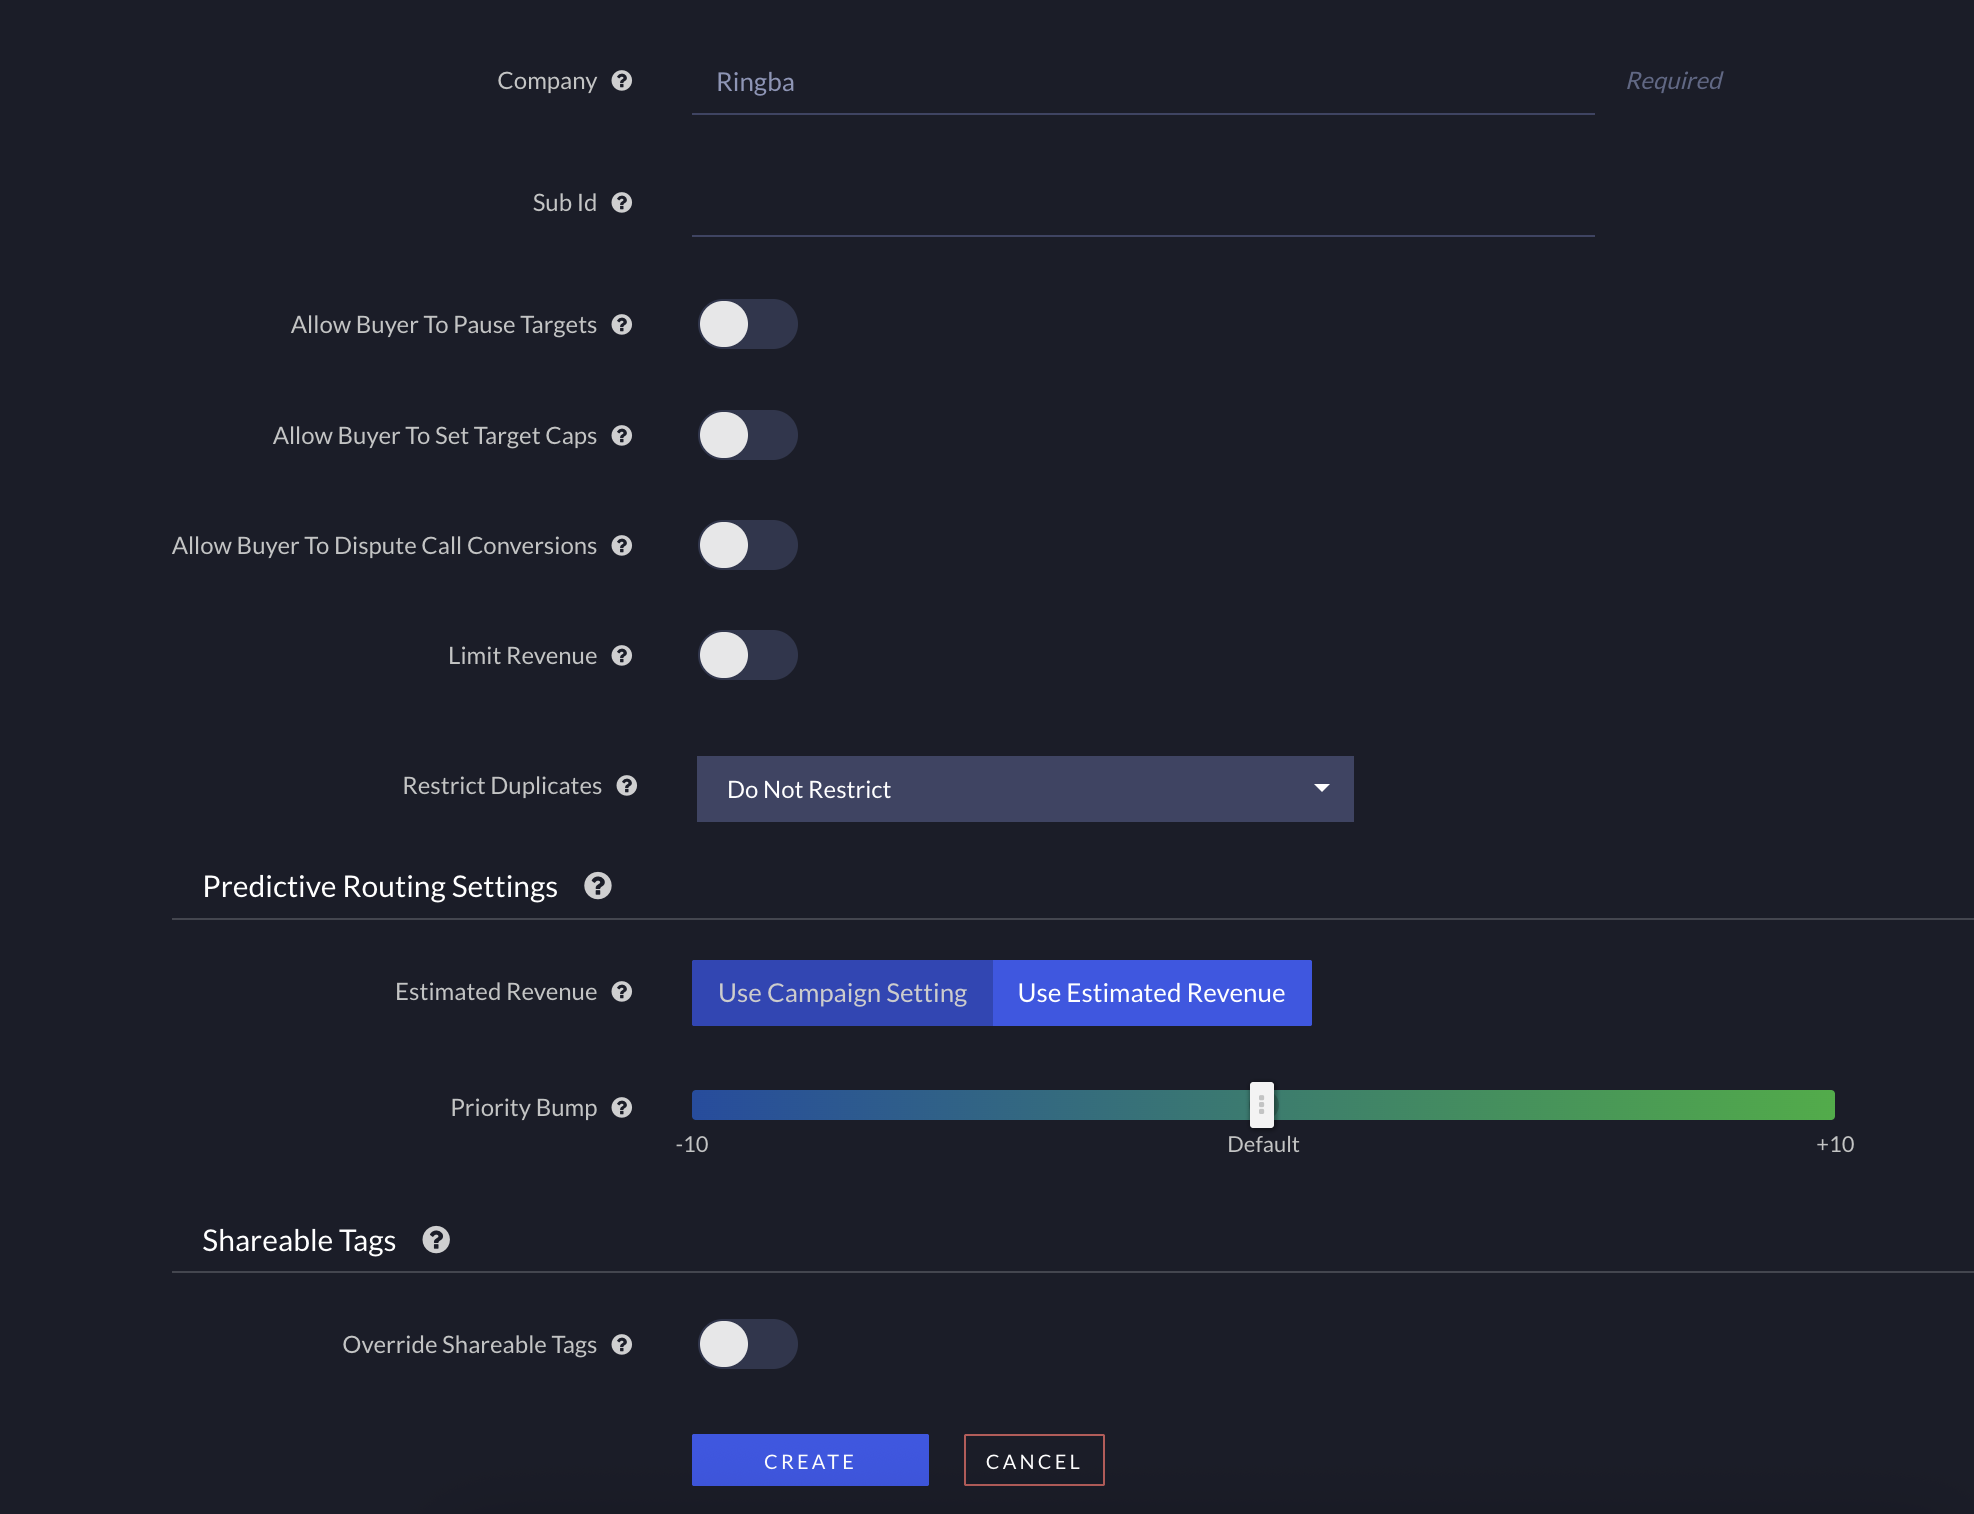 Company ? Ringba Required
Sub Id ?
Allow Buyer To Pause Targets ?
Allow Buyer To Set Target Caps ?
Allow Buyer To Dispute Call Conversions ?
Limit Revenue ?
Restrict Duplicates ? Do Not Restrict
Predictive Routing Settings ?
Estimated Revenue ? Use Campaign Setting Use Estimated Revenue
Priority Bump ?
-10 Default +10
Shareable Tags ?
Override Shareable Tags ?
CREATE CANCEL